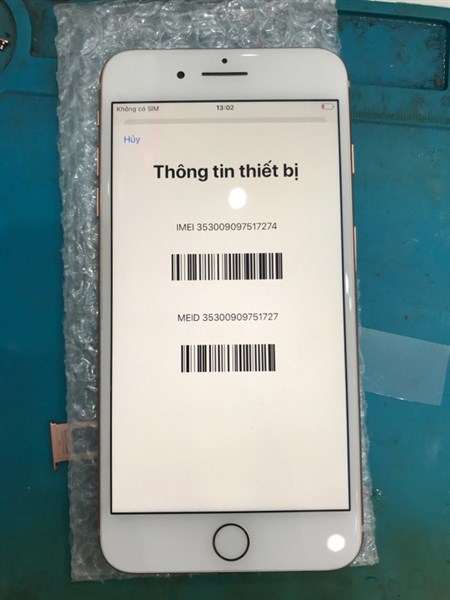 Không có SIM
13:02
Hủy
Thông tin thiết bị
IMEI 353009097517274
MEID 35300909751727